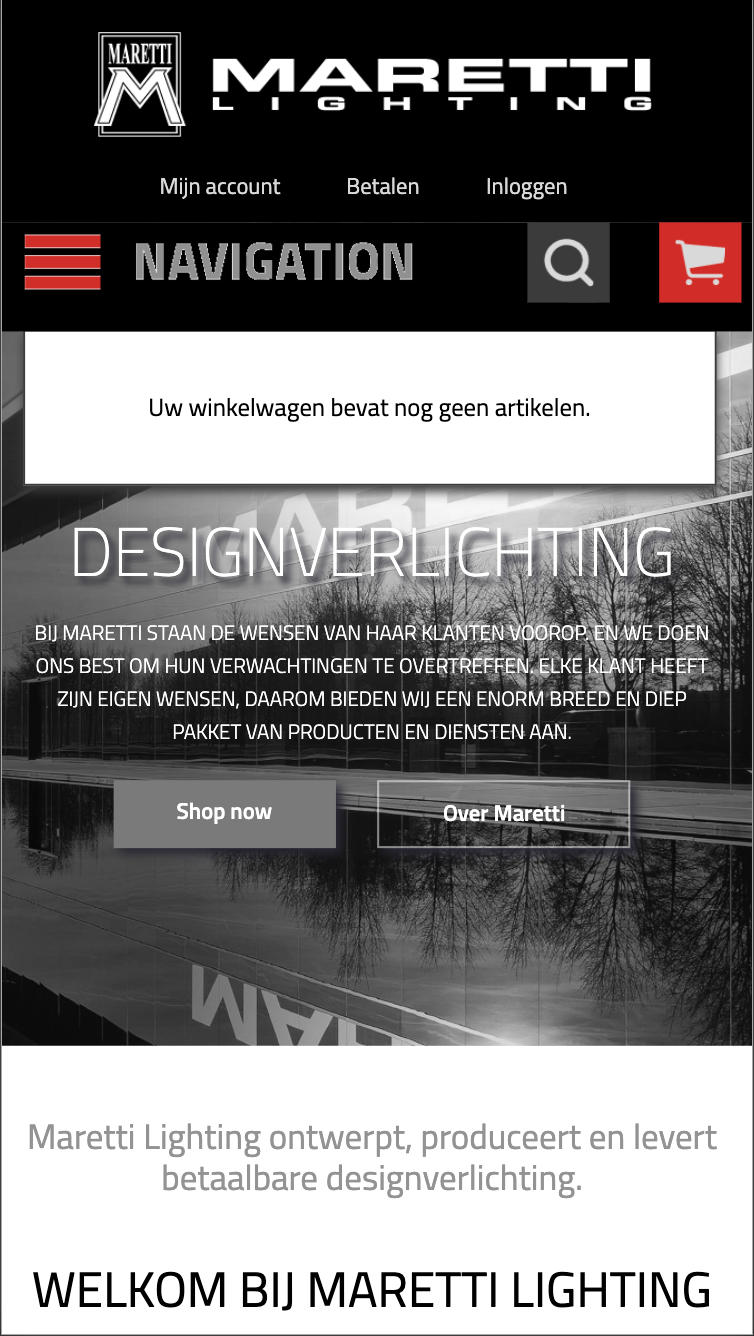 MARETTI
M
MARETTI
LIGHTING
Mijn account Betalen Inloggen
NAVIGATION
Uw winkelwagen bevat nog geen artikelen.
MARE
DESIGNVERLICHTING
BIJ MARETTI STAAN DE WENSEN VAN HAAR KLANTEN VOOROP. EN WE DOEN
ONS BEST OM HUN VERWACHTINGEN TE OVERTREFFEN. ELKE KLANT HEEFT
ZIJN EIGEN WENSEN, DAAROM BIEDEN WIJ EEN ENORM BREED EN DIEP
PAKKET VAN PRODUCTEN EN DIENSTEN AAN.
Shop now Over Maretti
MAR
Maretti Lighting ontwerpt, produceert en levert
betaalbare designverlichting.
WELKOM BIJ MARETTI LIGHTING